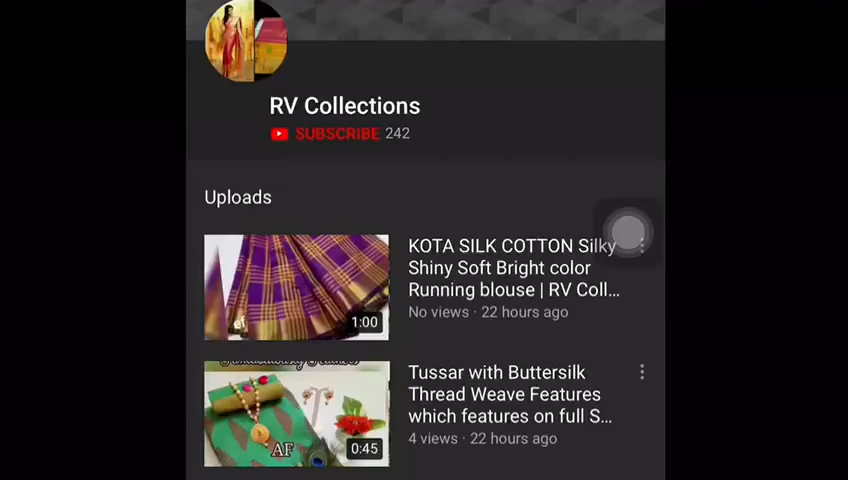 RV Collections
SUBSCRIBE 242
Uploads
KOTA SILK COTTON Silky
Shiny Soft Bright color
Running blouse | RV Coll...
No views · 22 hours ago
1:00
Tussar with Buttersilk
Thread Weave Features
which features on full S...
4 views · 22 hours ago
AF
0:45